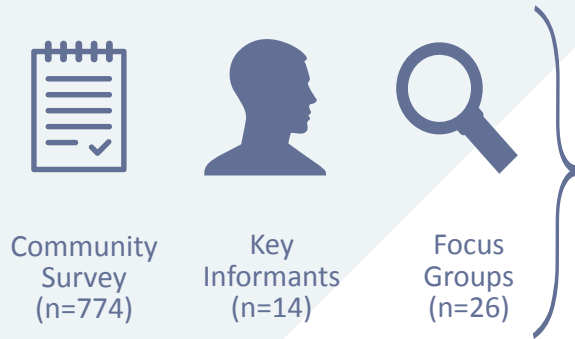 Community
Survey
(n=774)
Key
Informants
(n=14)
Focus
Groups
(n=26)